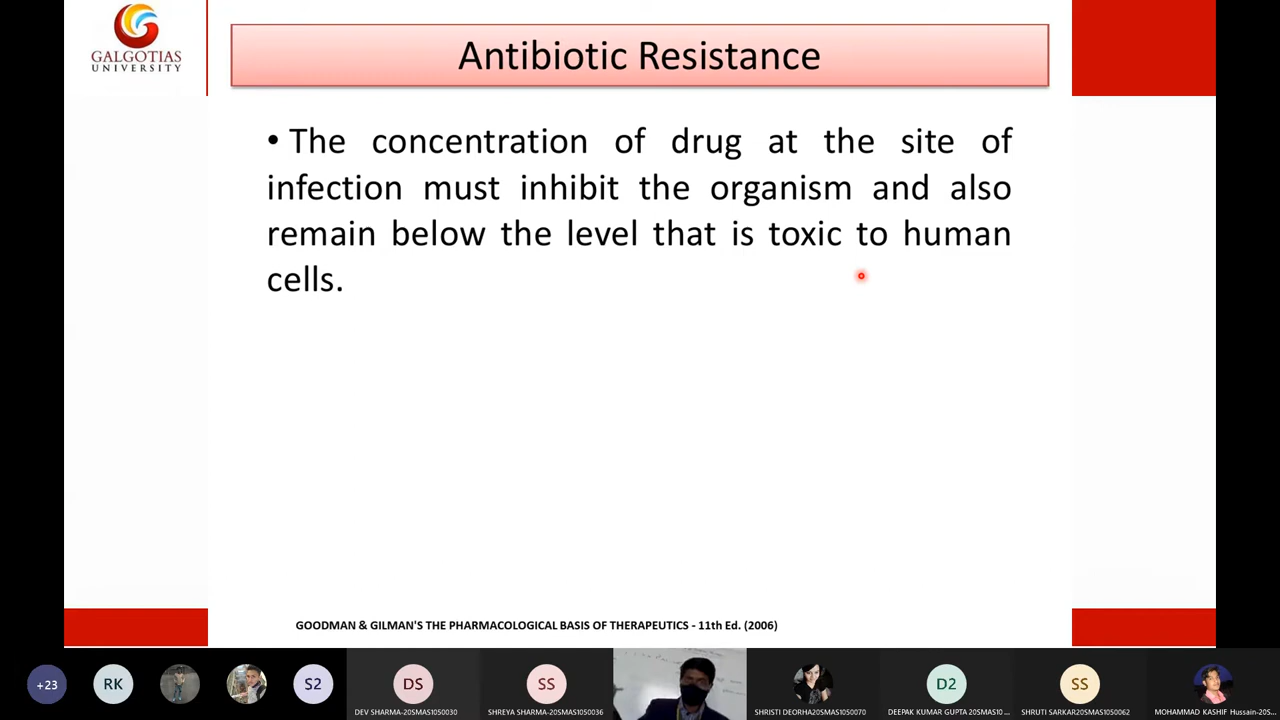 GALGOTIAS
UNIVERSITY
Antibiotic Resistance
• The concentration of drug at the site of
infection must inhibit the organism and also
remain below the level that is toxic to human
cells.
GOODMAN & GILMAN'S THE PHARMACOLOGICAL BASIS OF THERAPEUTICS - 11th Ed. (2006)
+23
RK
S2
DS
SS
D2
SS
DEV SHARMA-20SMAS1050030
SHREYA SHARMA-20SMAS1050036
SHRISTI DEORHA20SMAS1050070
DEEPAK KUMAR GUPTA 20SMAS10 ...
SHRUTI SARKAR20SMAS1050062
MOHAMMAD KASHIF Hussain-20S...